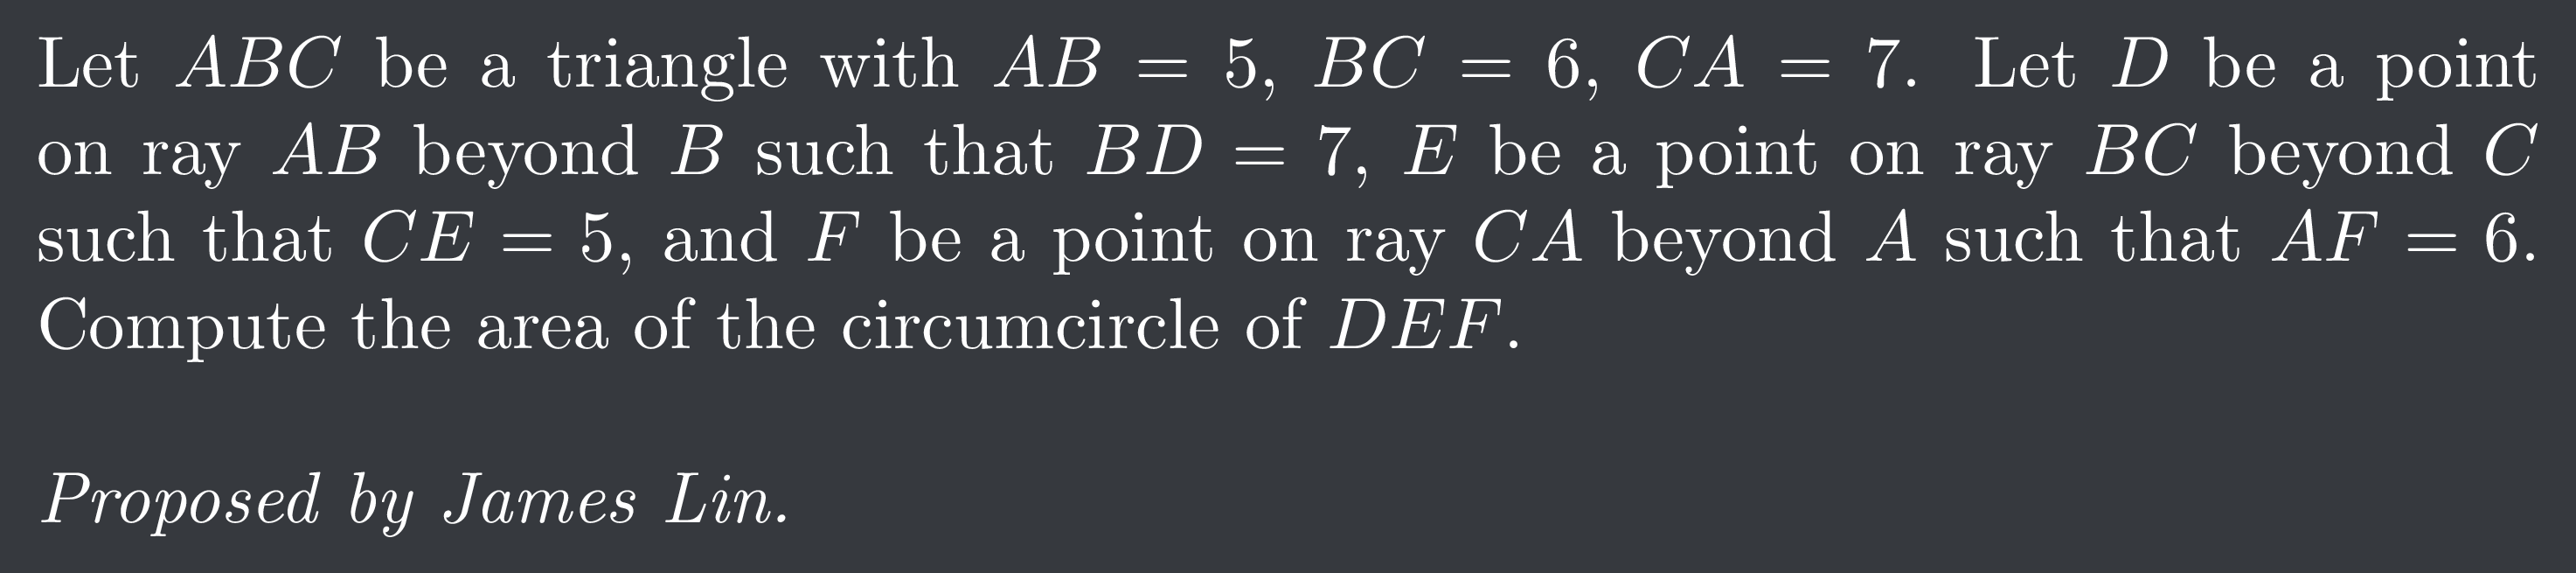 Let ABC be a triangle with AB = 5, BC = 6, CA = 7. Let D be a point
on ray AB beyond B such that BD = 7, E be a point on ray BC beyond C
such that CE = 5, and F be a point on ray CA beyond A such that AF = 6.
Compute the area of the circumcircle of DEF.
Proposed by James Lin.